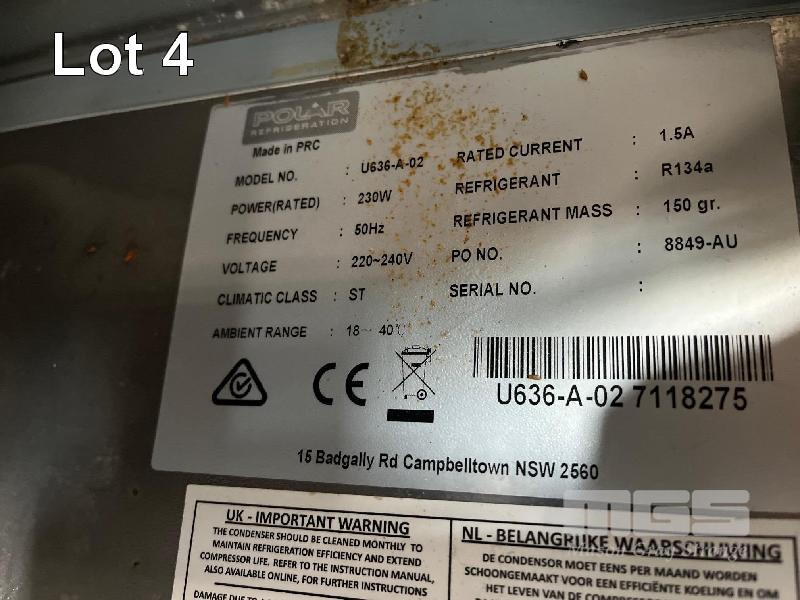 Lot 4
POLAR
REFRIGERATION
Made in PRC
MODEL NO. : U636-A-02
POWER(RATED) : 230W
FREQUENCY : 50Hz
VOLTAGE : 220~240V
CLIMATIC CLASS : ST
AMBIENT RANGE : 18~ 40℃
RATED CURRENT : 1.5A
REFRIGERANT : R134a
REFRIGERANT MASS : 150 gr.
PO NO. : 8849-AU
SERIAL NO. :
CE
U636-A-02 7118275
15 Badgally Rd Campbelltown NSW 2560
UK - IMPORTANT WARNING
THE CONDENSER SHOULD BE CLEANED MONTHLY TO
MAINTAIN REFRIGERATION EFFICIENCY AND EXTEND
COMPRESSOR LIFE. REFER TO THE INSTRUCTION MANUAL,
ALSO AVAILABLE ONLINE, FOR FURTHER INSTRUCTIONS
DAMAGE DUE TO
NL - BELANGRIJKE WAARSCHUWING
DE CONDENSOR MOET EENS PER MAAND WORDEN
SCHOONGEMAAKT VOOR EEN EFFICIËNTE KOELING EN OM
HET LEVEN VAN DE COMPRESSOR
MGS